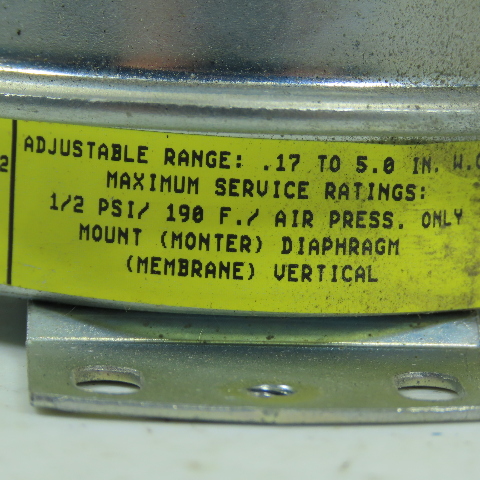 2
ADJUSTABLE RANGE: .17 TO 5.0 IN. W.C
MAXIMUM SERVICE RATINGS:
1/2 PSI/ 190 F./ AIR PRESS. ONLY
MOUNT (MONTER) DIAPHRAGM
(MEMBRANE) VERTICAL